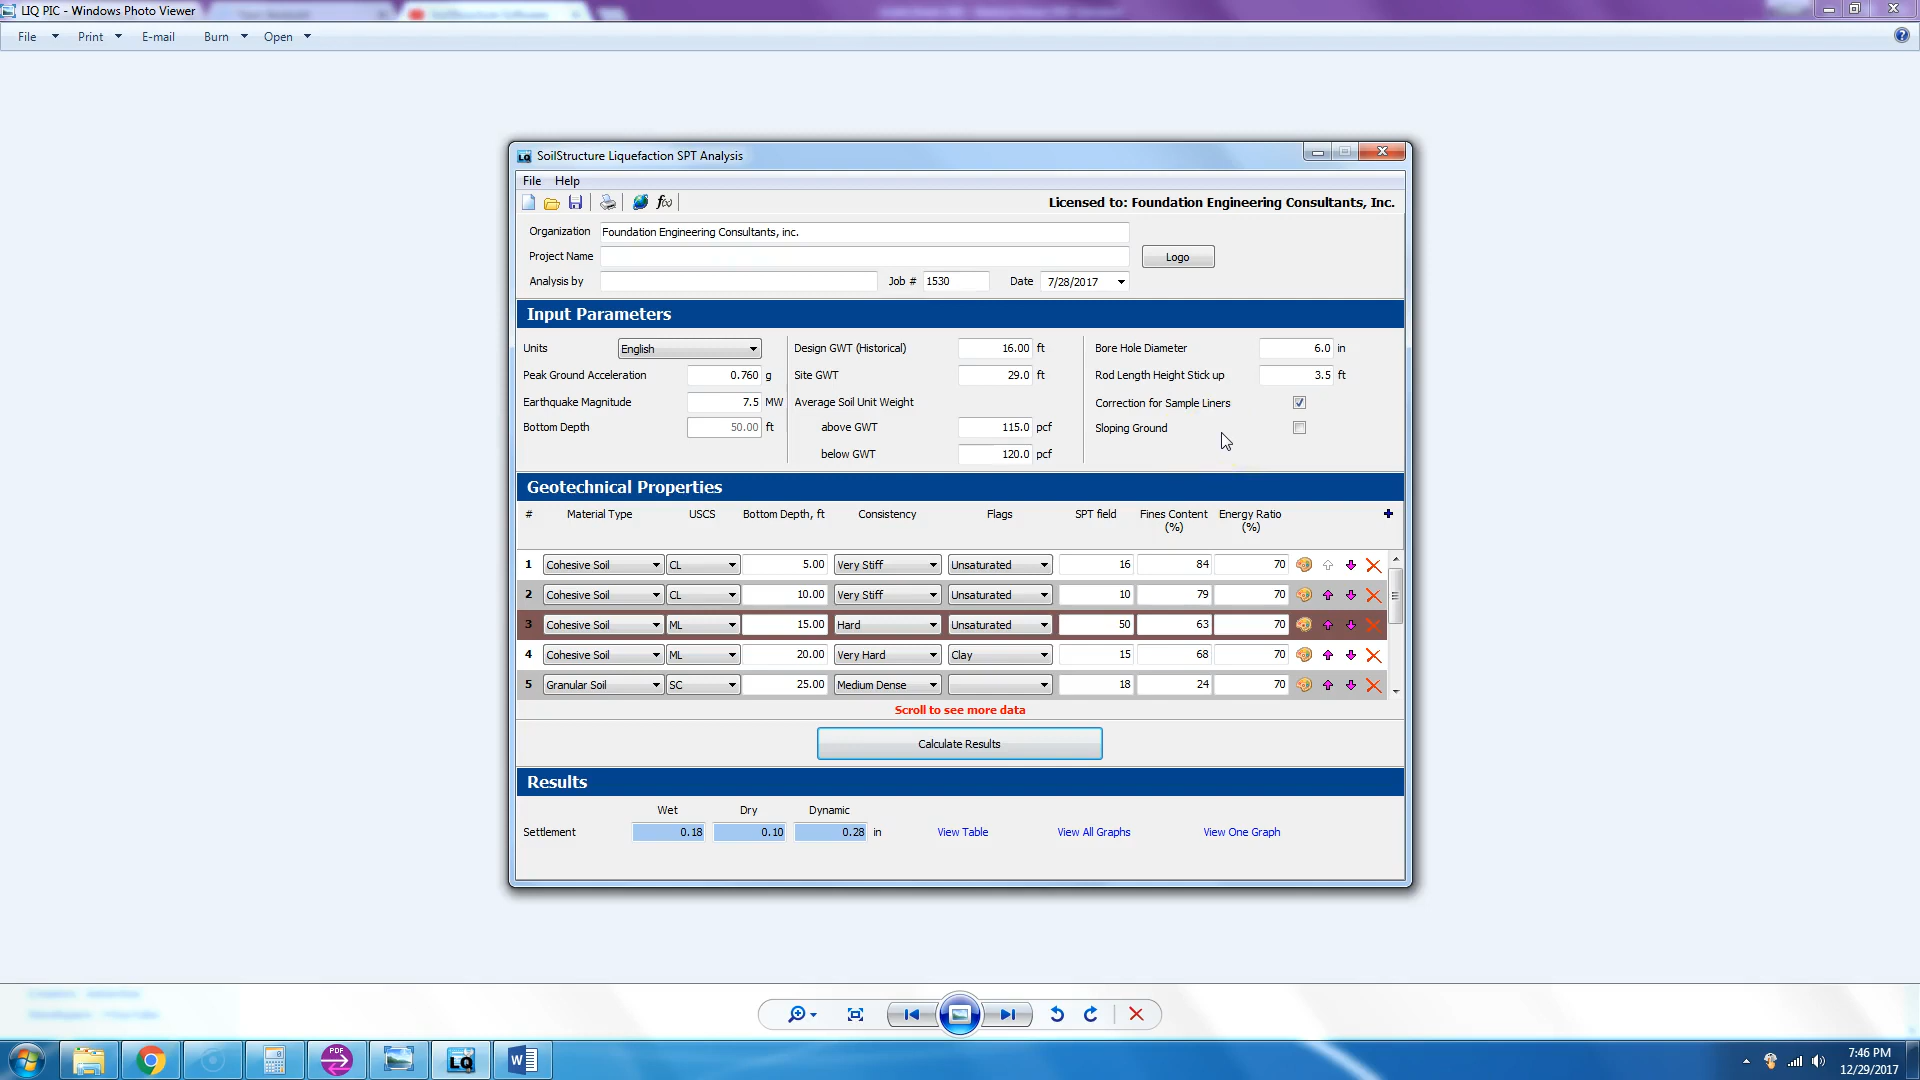 LIQ PIC - Windows Photo Viewer
File Print E-mail Burn Open
SoilStructure Liquefaction SPT Analysis
File Help
f(x) Licensed to: Foundation Engineering Consultants, Inc.
Organization Foundation Engineering Consultants, inc.
Project Name Logo
Analysis by Job # 1530 Date 7/28/2017
Input Parameters
Units English Design GWT (Historical) 16.00 ft Bore Hole Diameter 6.0 in
Peak Ground Acceleration 0.760 g Site GWT 29.0 ft Rod Length Height Stick up 3.5 ft
Earthquake Magnitude 7.5 MW Average Soil Unit Weight Correction for Sample Liners
Bottom Depth 50.00 ft above GWT 115.0 pcf Sloping Ground
below GWT 120.0 pcf
Geotechnical Properties
# Material Type USCS Bottom Depth, ft Consistency Flags SPT field Fines Content (%) Energy Ratio (%)
1 Cohesive Soil CL 5.00 Very Stiff Unsaturated 16 84 70
2 Cohesive Soil CL 10.00 Very Stiff Unsaturated 10 79 70
3 Cohesive Soil ML 15.00 Hard Unsaturated 50 63 70
4 Cohesive Soil ML 20.00 Very Hard Clay 15 68 70
5 Granular Soil SC 25.00 Medium Dense 18 24 70
Scroll to see more data
Calculate Results
Results
Wet Dry Dynamic
Settlement 0.18 0.10 0.28 in View Table View All Graphs View One Graph
PDF LQ W
7:46 PM
12/29/2017